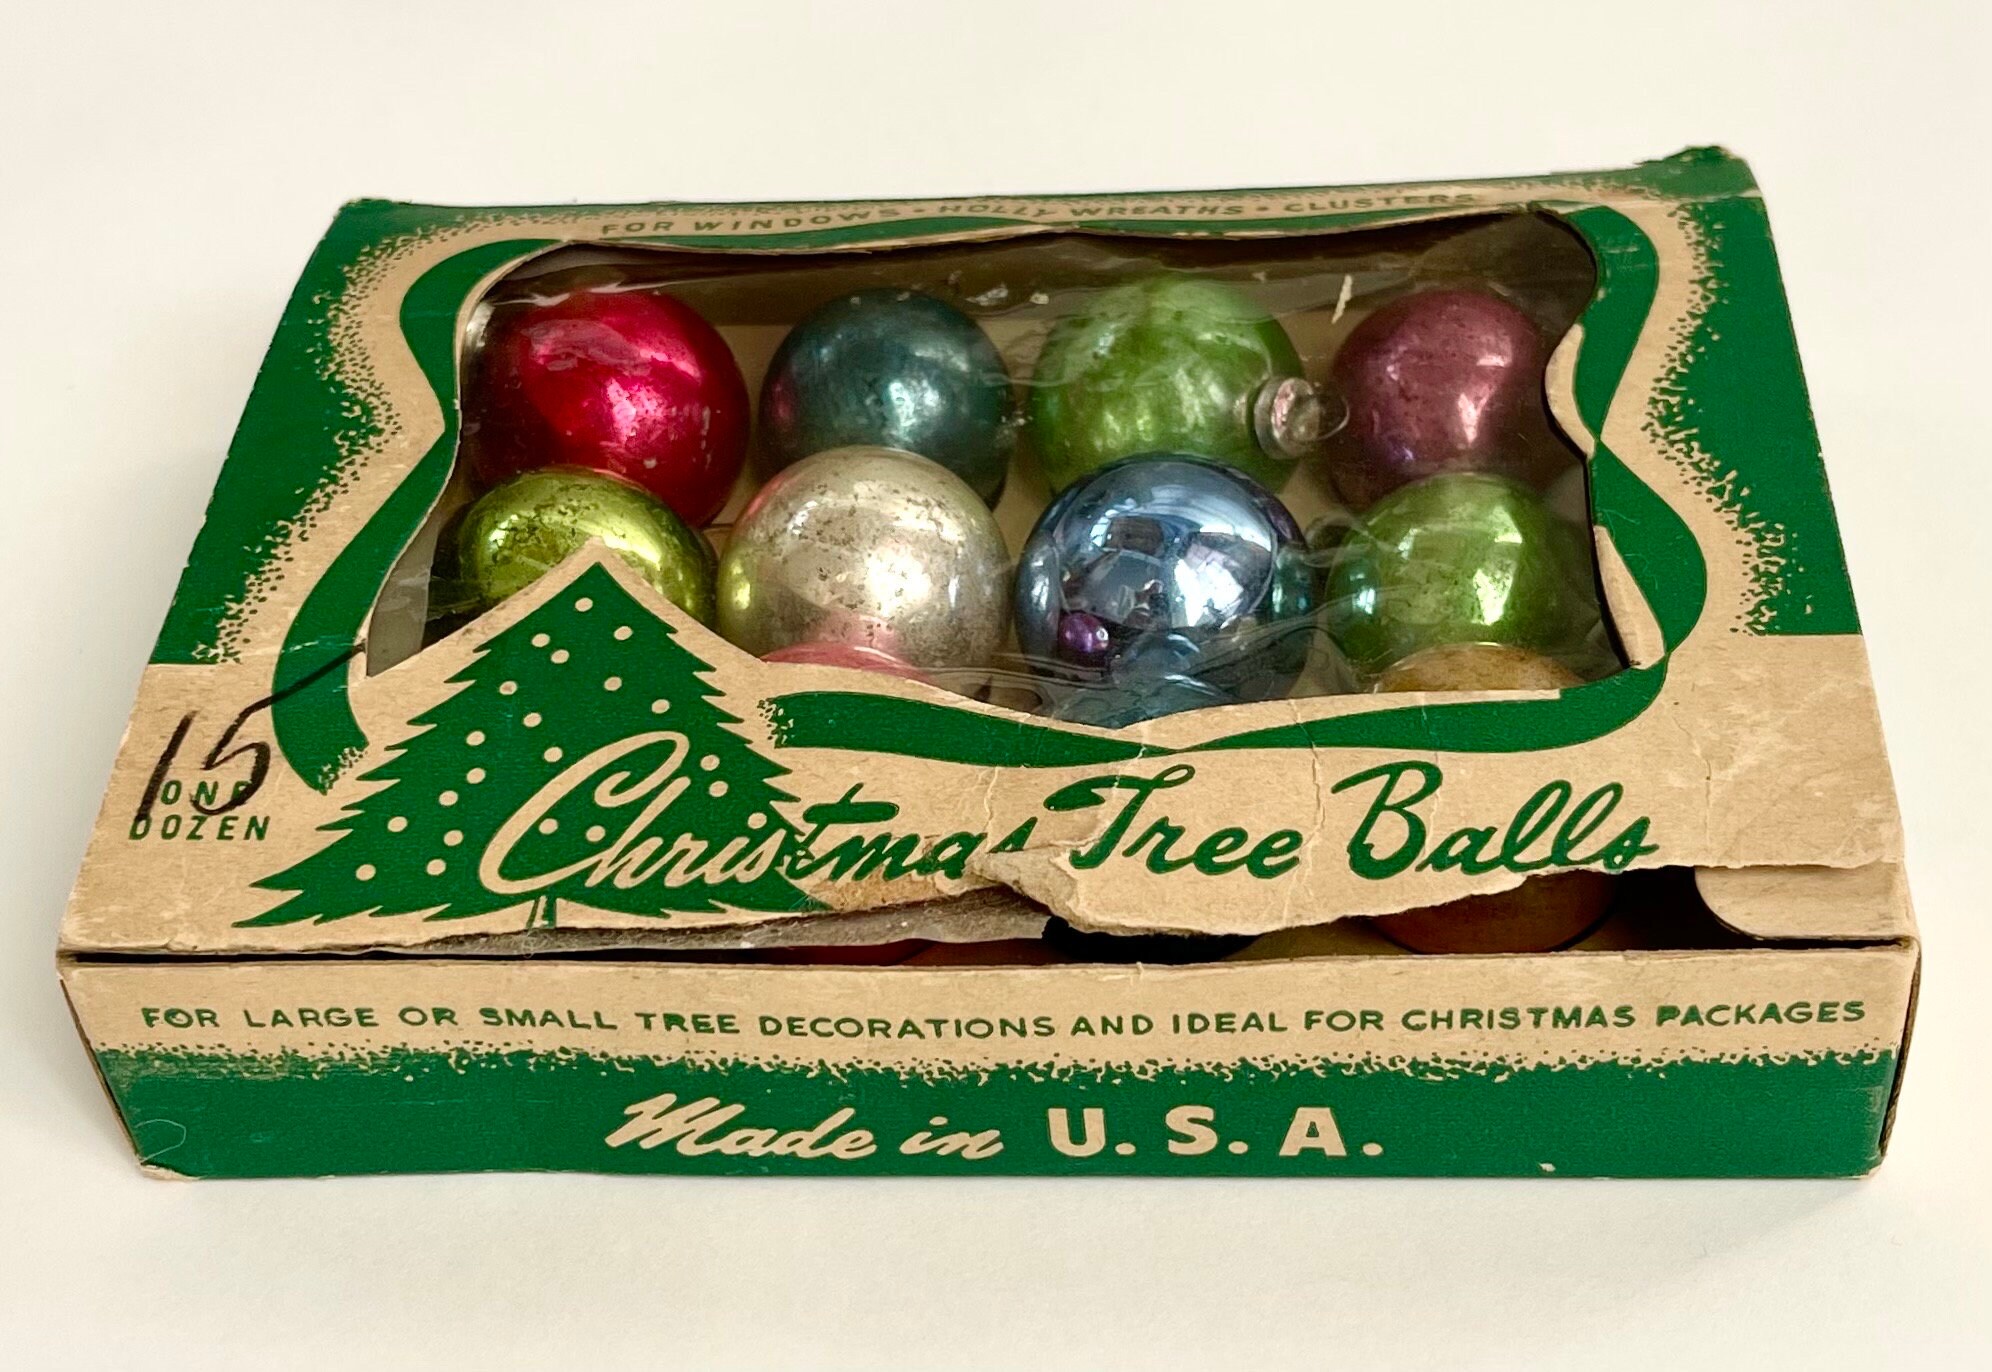 FOR WINDOWS • HOLLY WREATHS • CLUSTERS
15
ONE
DOZEN
Christmas Tree Balls
FOR LARGE OR SMALL TREE DECORATIONS AND IDEAL FOR CHRISTMAS PACKAGES
Made in U.S.A.